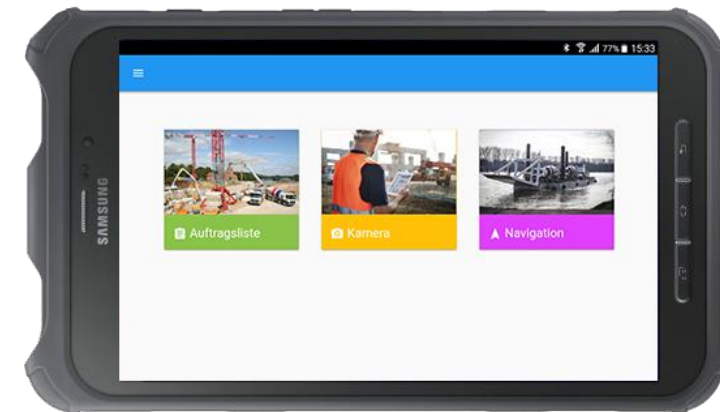 77% 15:33
SAMSUNG
Auftragsliste
Kamera
Navigation